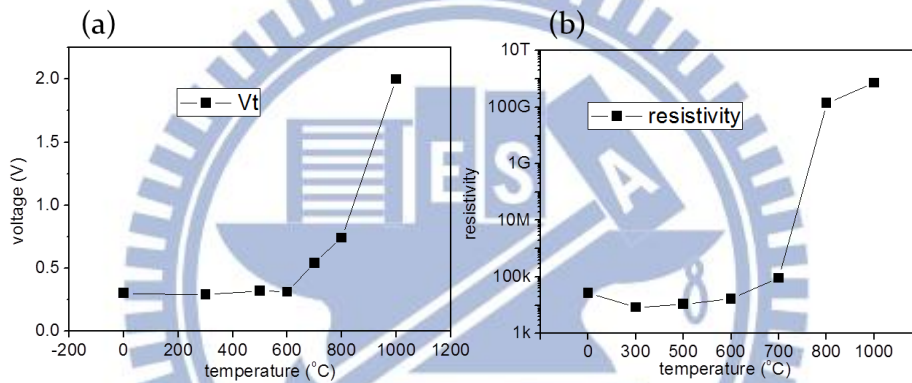 (a)
(b)
2.0
1.5
1.0
0.5
0.0
voltage (V)
Vt
-200 0 200 400 600 800 1000 1200
temperature (°C)
10T
100G
1G
10M
100k
1k
resistivity
resistivity
0 300 500 600 700 800 1000
temperature (°C)
E S A